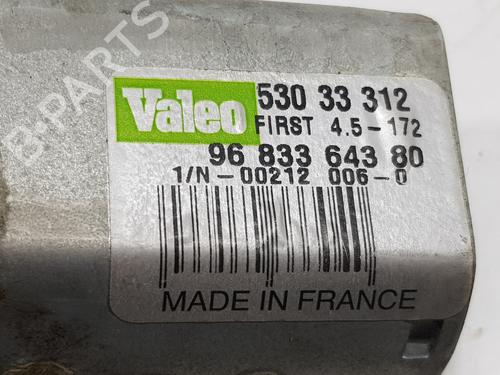 PARTS
Valeo
530 33 312
FIRST 4.5-172
96 833 643 80
1/N-00212 006-0
MADE IN FRANCE